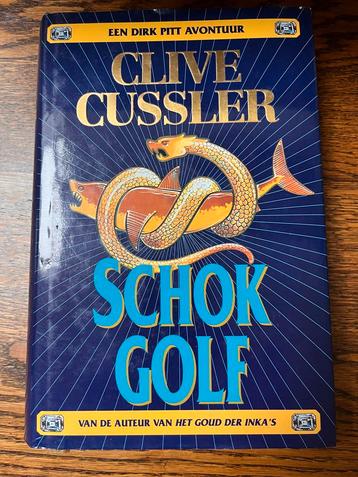 EEN DIRK PITT AVONTUUR
CLIVE
CUSSLER
SCHOK
GOLF
VAN DE AUTEUR VAN HET GOUD DER INKA'S